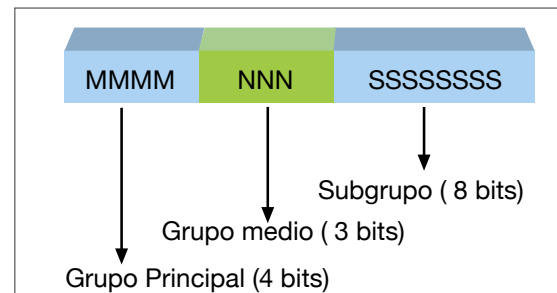 MMMM NNN SSSSSSSS
Subgrupo ( 8 bits)
Grupo medio ( 3 bits)
Grupo Principal (4 bits)